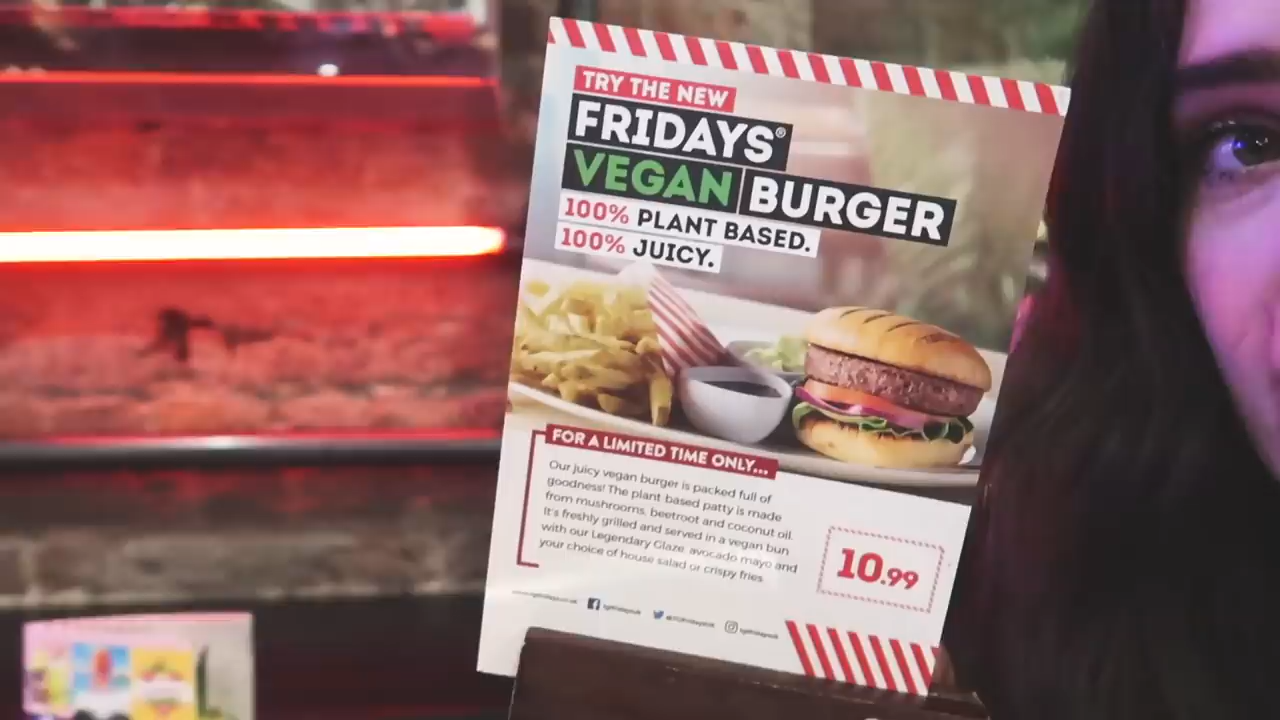 TRY THE NEW
FRIDAYS®
VEGAN BURGER
100% PLANT BASED.
100% JUICY.
FOR A LIMITED TIME ONLY...
Our juicy vegan burger is packed full of
goodness! The plant based patty is made
from mushrooms, beetroot and coconut oil.
It's freshly grilled and served in a vegan bun
with our Legendary Glaze, avocado mayo and
your choice of house salad or crispy fries
10.99